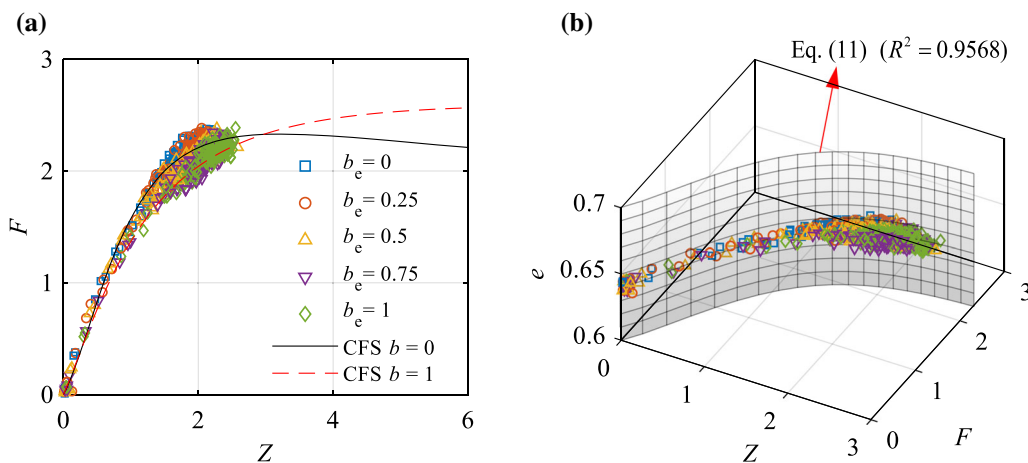 (a)
3
2
1
0
F
0
2
4
6
Z
b_e = 0
b_e = 0.25
b_e = 0.5
b_e = 0.75
b_e = 1
CFS b = 0
CFS b = 1
(b)
Eq. (11) (R² = 0.9568)
0.7
0.65
0.6
e
0
1
2
3
Z
0
1
2
3
F